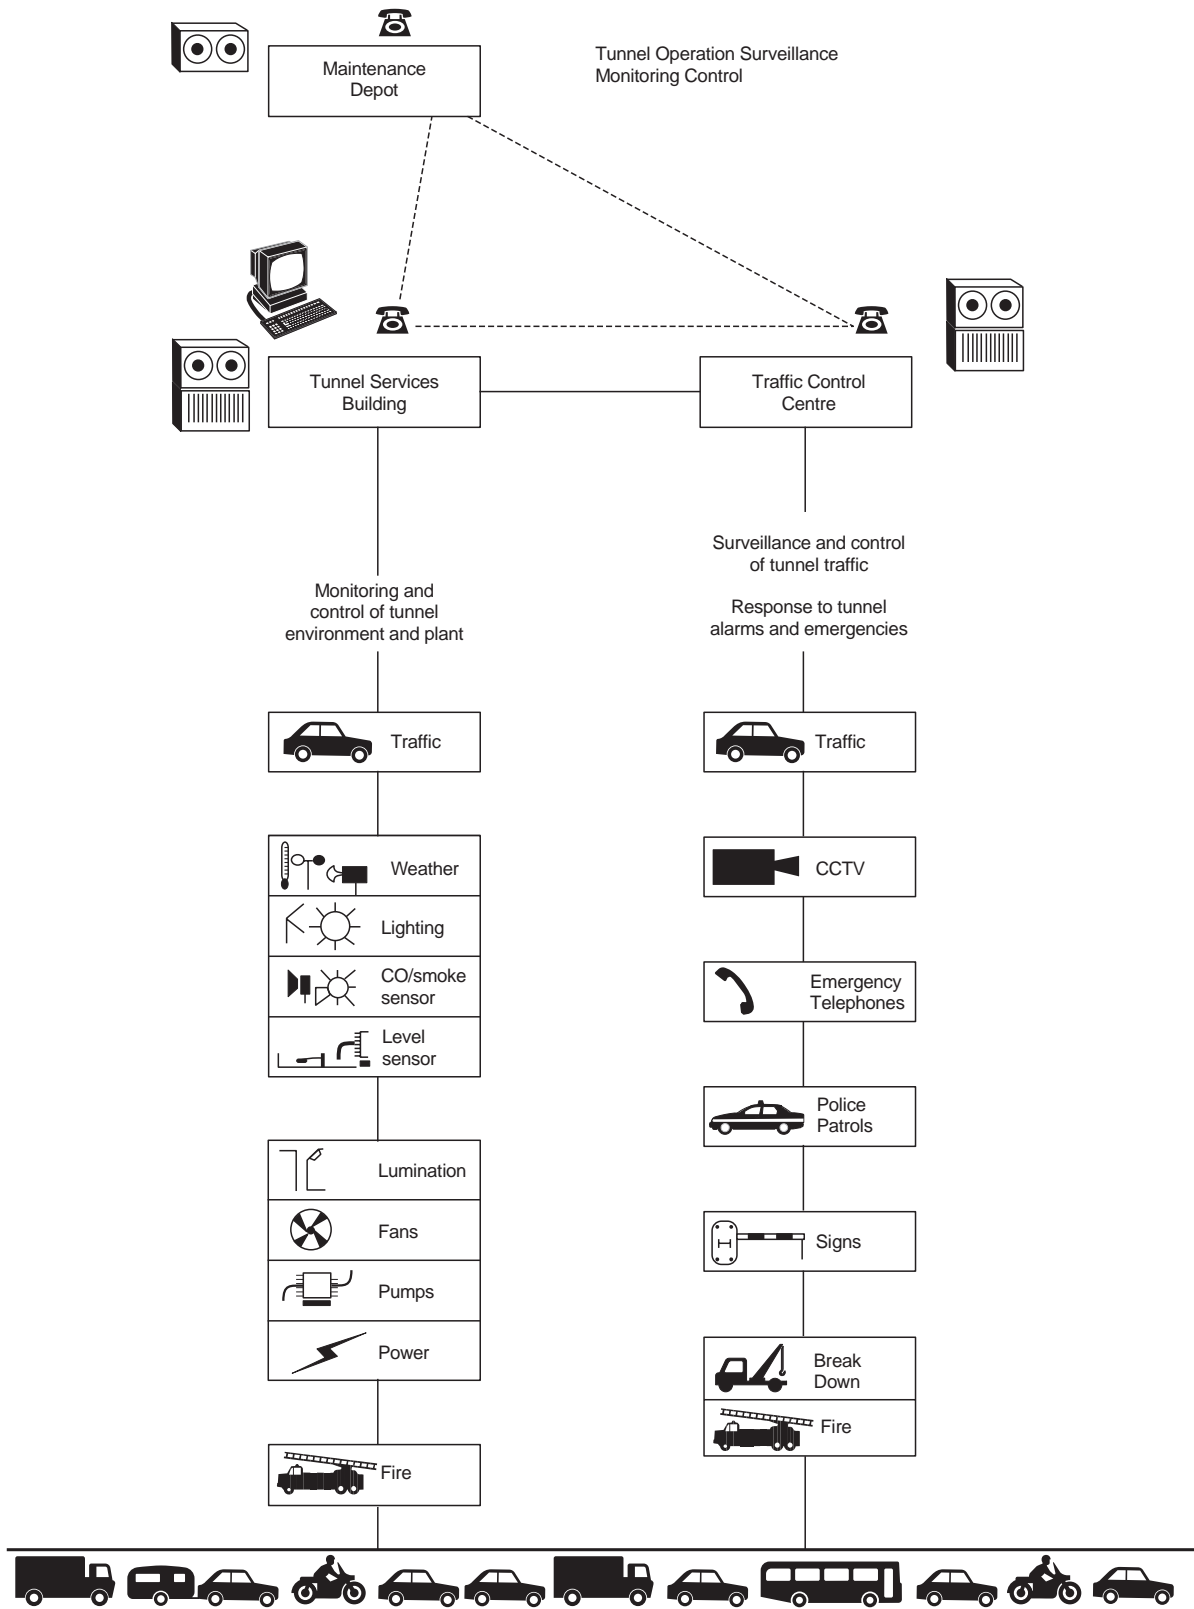 Maintenance
Depot
Tunnel Operation Surveillance
Monitoring Control
Tunnel Services
Building
Traffic Control
Centre
Monitoring and
control of tunnel
environment and plant
Surveillance and control
of tunnel traffic
Response to tunnel
alarms and emergencies
Traffic
Weather
Lighting
CO/smoke
sensor
Level
sensor
Lumination
Fans
Pumps
Power
Fire
Traffic
CCTV
Emergency
Telephones
Police
Patrols
Signs
Break
Down
Fire